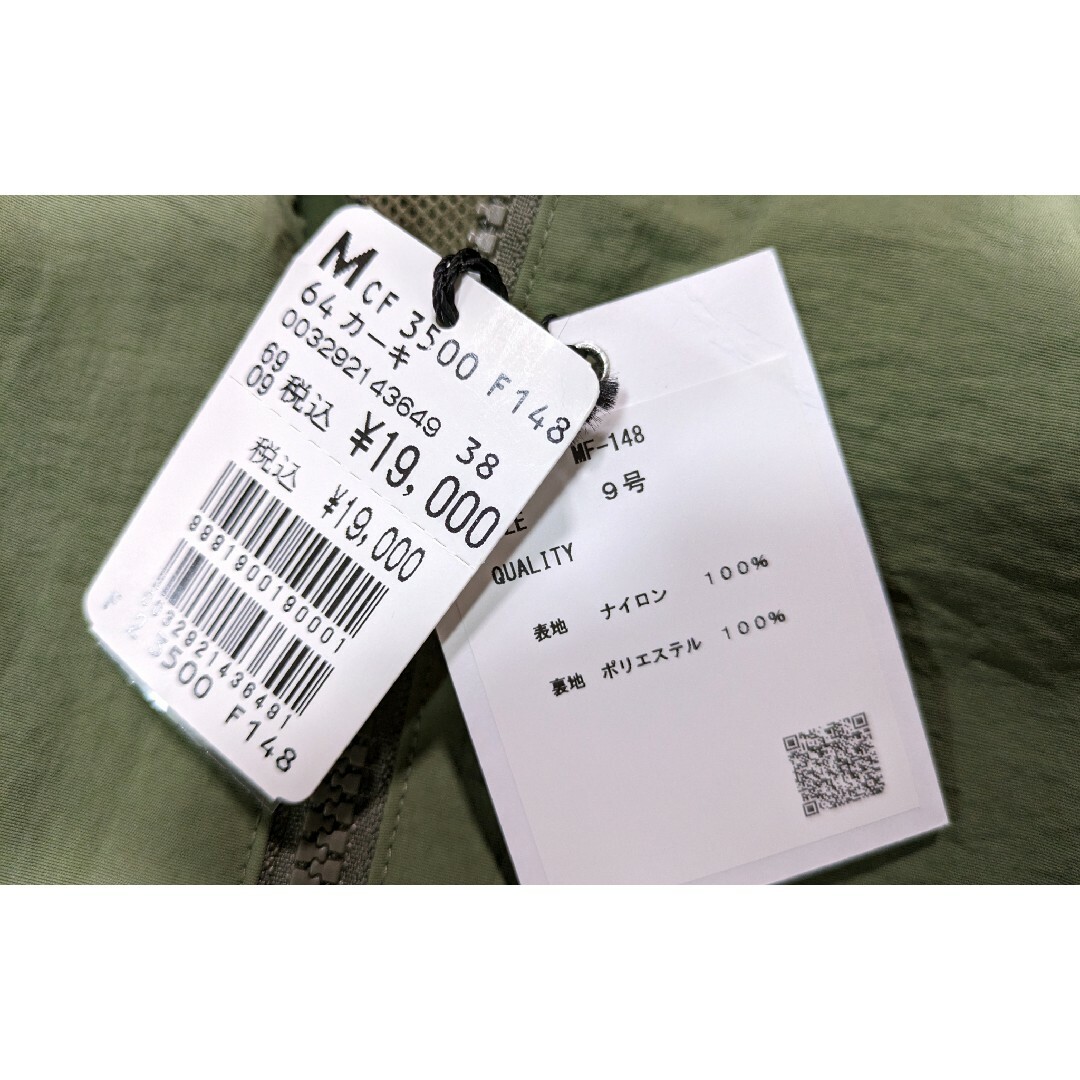 M CF 3500 F148
64 カーキ
003292143649 38
69
09 税込 ¥19,000
税込 ¥19,000
3500 F148
MF-148
9号
QUALITY
表地 ナイロン 100%
裏地 ポリエステル 100%